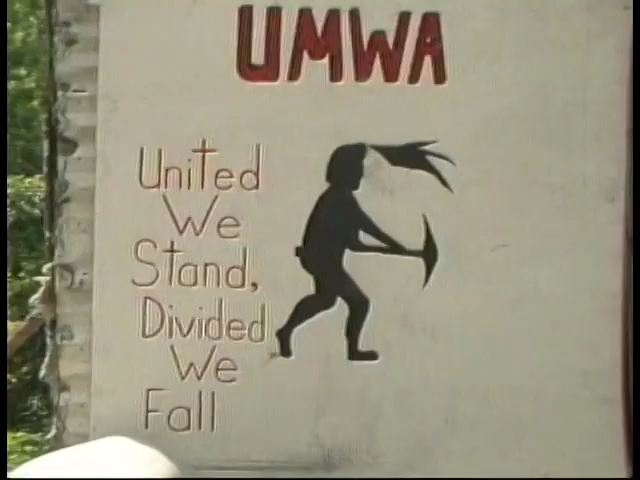 UMWA
United
We
Stand,
Divided
We
Fall